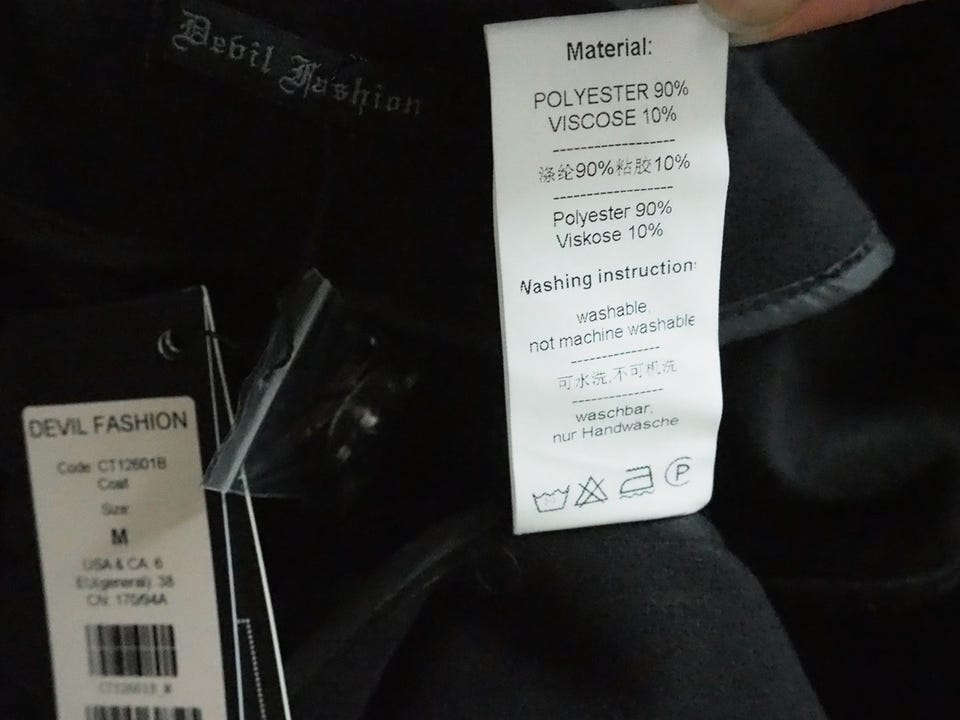 Devil Fashion
Material:
POLYESTER 90%
VISCOSE 10%
-------------------
涤纶90%粘胶10%
-------------------
Polyester 90%
Viskose 10%
Washing instruction
washable,
not machine washable
--------------
可水洗,不可机洗
--------------
waschbar,
nur Handwäsche
P
DEVIL FASHION
Code: CT12601B
Coat
Size:
M
USA & CA: 6
EU(general): 38
CN: 170/94A